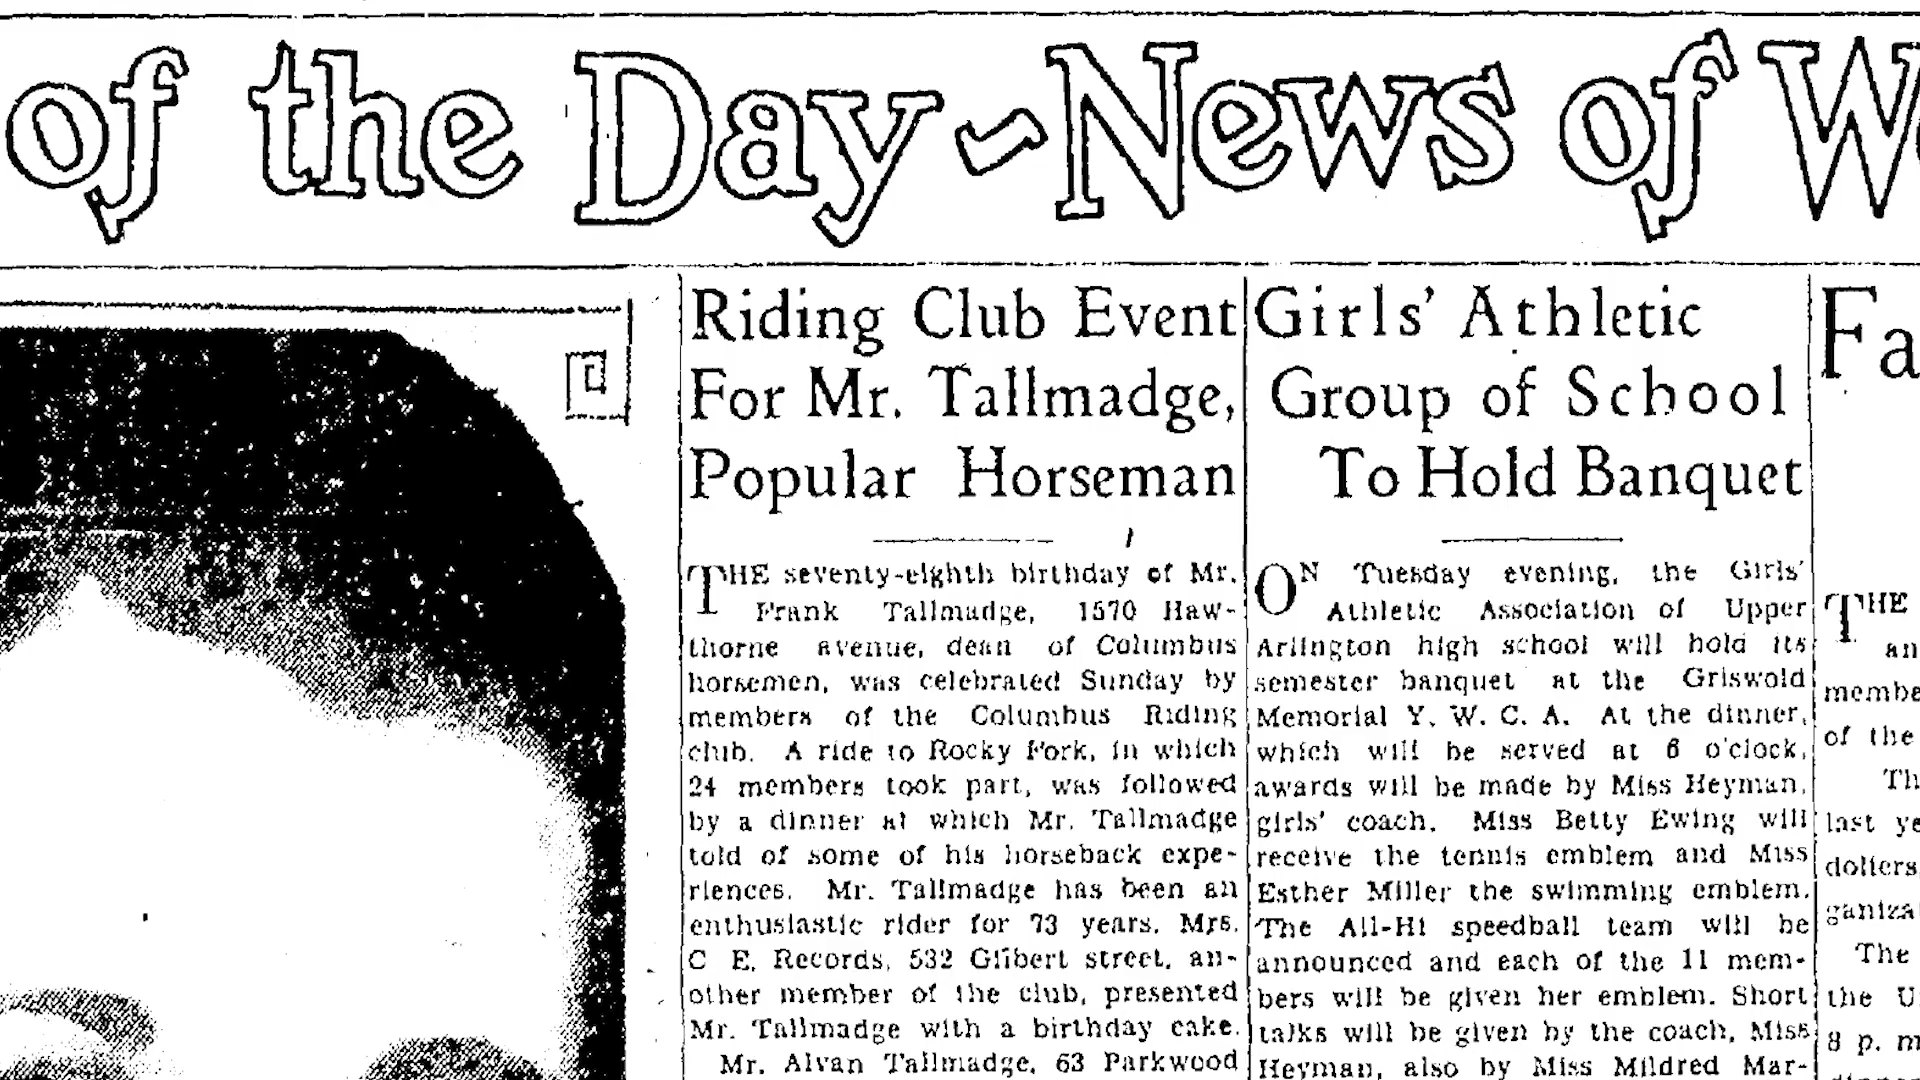 of the Day - News of
Riding Club Event
For Mr. Tallmadge,
Popular Horseman
THE seventy-eighth birthday of Mr.
Frank Tallmadge, 1570 Haw-
thorne avenue, dean of Columbus
horsemen, was celebrated Sunday by
members of the Columbus Riding
club. A ride to Rocky Fork, in which
24 members took part, was followed
by a dinner at which Mr. Tallmadge
told of some of his horseback expe-
riences. Mr. Tallmadge has been an
enthusiastic rider for 73 years. Mrs.
C E. Records, 532 Gilbert street, an-
other member of the club, presented
Mr. Tallmadge with a birthday cake.
Mr. Alvan Tallmadge, 63 Parkwood
Girls' Athletic
Group of School
To Hold Banquet
ON Tuesday evening, the Girls'
Athletic Association of Upper
Arlington high school will hold its
semester banquet at the Griswold
Memorial Y. W. C. A. At the dinner,
which will be served at 6 o'clock,
awards will be made by Miss Heyman,
girls' coach. Miss Betty Ewing will
receive the tennis emblem and Miss
Esther Miller the swimming emblem.
The All-Hi speedball team will be
announced and each of the 11 mem-
bers will be given her emblem. Short
talks will be given by the coach, Miss
Heyman, also by Miss Mildred Mar-
Fa
THE
an
membe
of the
Th
last ye
dollars
ganiza
The
the U
8 p. m